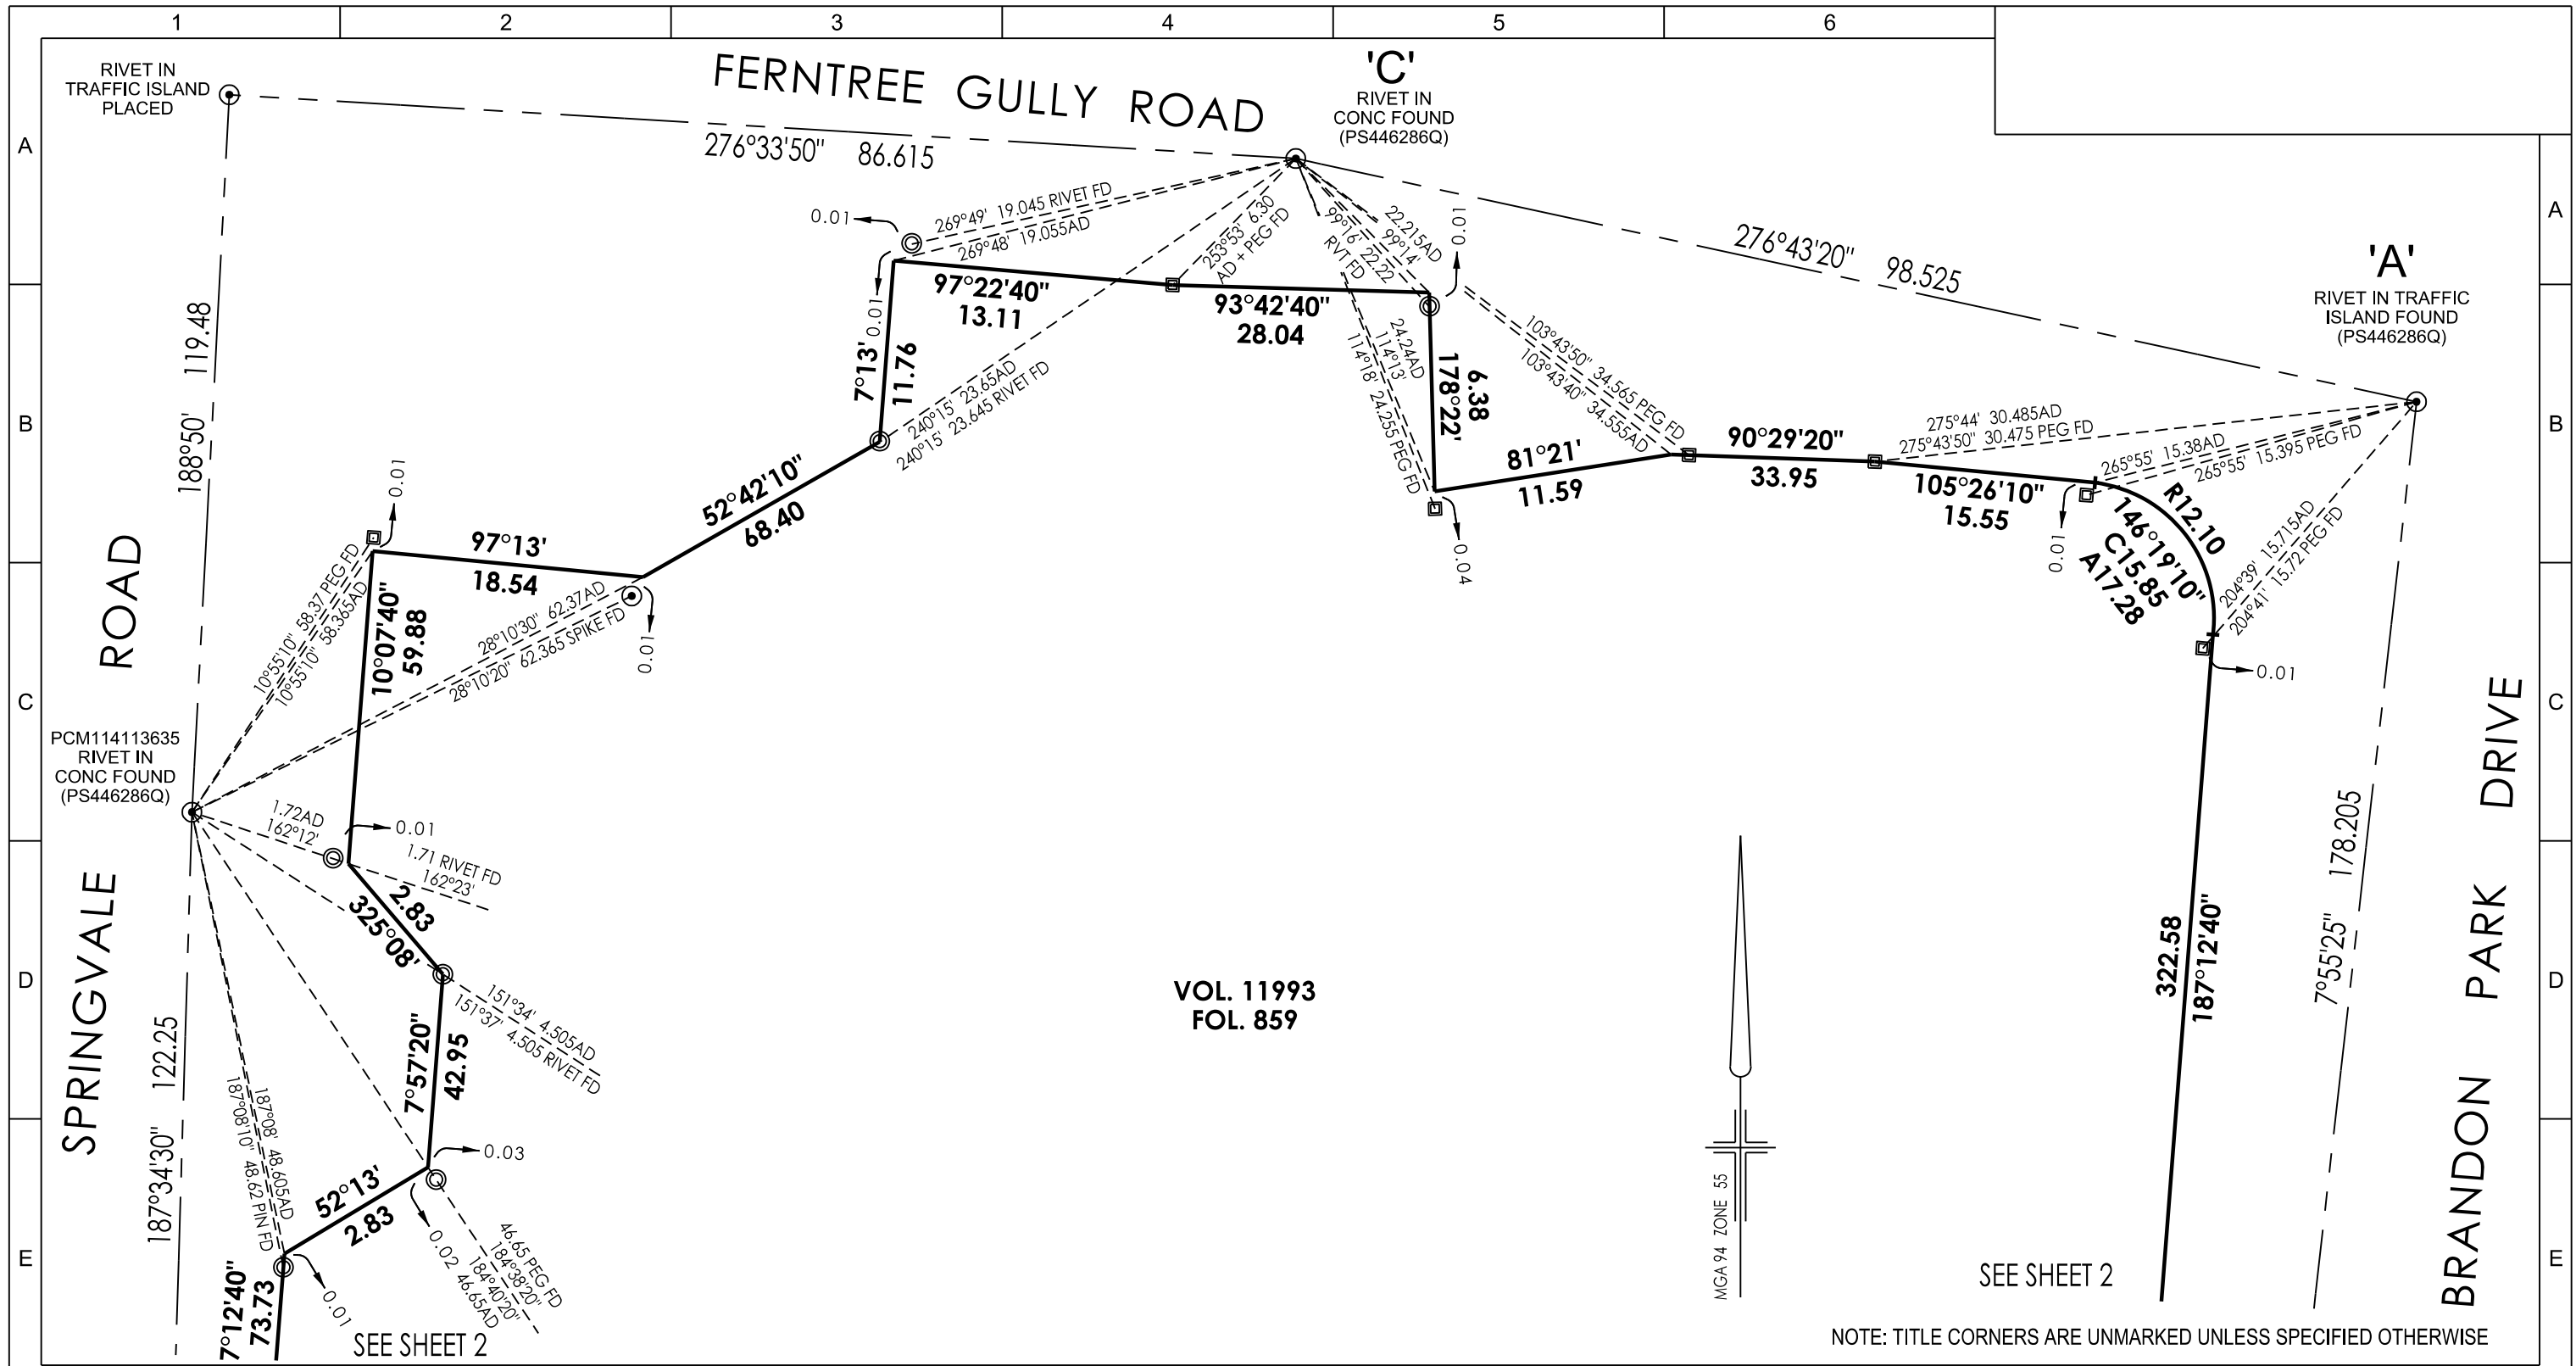 1 2 3 4 5 6
A
B
C
D
E
A
B
C
D
E
RIVET IN
TRAFFIC ISLAND
PLACED
FERNTREE GULLY ROAD
276°33'50" 86.615
'C'
RIVET IN
CONC FOUND
(PS446286Q)
276°43'20" 98.525
'A'
RIVET IN TRAFFIC
ISLAND FOUND
(PS446286Q)
0.01
269°49' 19.045 RIVET FD
269°48' 19.055AD
253°53' 6.30
AD + PEG FD
22.215AD
99°14'
99°16' 22.22
RVT FD
0.01
0.01
97°22'40"
13.11
93°42'40"
28.04
7°13'
11.76
240°15' 23.65AD
240°15' 23.645 RIVET FD
24.24AD
114°13'
114°18' 24.255 PEG FD
6.38
178°22'
103°43'50" 34.565 PEG FD
103°43'40" 34.555AD
275°44' 30.485AD
275°43'50" 30.475 PEG FD
265°55' 15.38AD
265°55' 15.395 PEG FD
90°29'20"
33.95
81°21'
11.59
0.04
105°26'10"
15.55
0.01
R12.10
146°19'10"
C15.85
A17.28
204°39' 15.715AD
204°41' 15.72 PEG FD
0.01
188°50' 119.48
0.01
97°13'
18.54
52°42'10"
68.40
10°55'10" 58.37 PEG FD
10°55'10" 58.365AD
10°07'40"
59.88
28°10'30" 62.37AD
28°10'20" 62.365 SPIKE FD
0.01
PCM114113635
RIVET IN
CONC FOUND
(PS446286Q)
1.72AD
162°12'
0.01
1.71 RIVET FD
162°23'
2.83
325°08'
151°34' 4.505AD
151°37' 4.505 RIVET FD
7°57'20"
42.95
187°08' 48.605AD
187°08'10" 48.62 PIN FD
0.03
52°13'
2.83
0.02
46.65 PEG FD
184°38'20"
184°40'20"
46.65AD
0.01
7°12'40"
73.73
187°34'30" 122.25
SPRINGVALE ROAD
VOL. 11993
FOL. 859
MGA 94 ZONE 55
322.58
187°12'40"
7°55'25" 178.205
BRANDON PARK DRIVE
SEE SHEET 2
SEE SHEET 2
NOTE: TITLE CORNERS ARE UNMARKED UNLESS SPECIFIED OTHERWISE